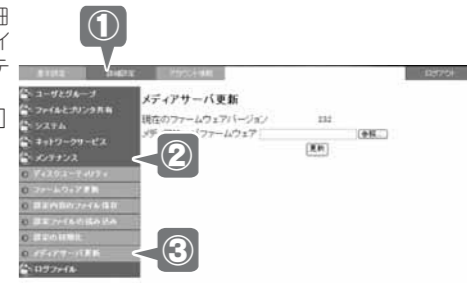 細
イ
テ
①
基本設定 詳細設定 アカウント情報 ログアウト
ユーザとグループ
ファイルとプリンタ共有
システム
ネットワークサービス
メンテナンス
ディスクユーティリティ
ファームウェア更新
設定内容のファイル保存
設定ファイルの読み込み
設定の初期化
メディアサーバ更新
ログファイル
メディアサーバ更新
現在のファームウェアバージョン 232
ファームウェア 参照...
更新
②
③